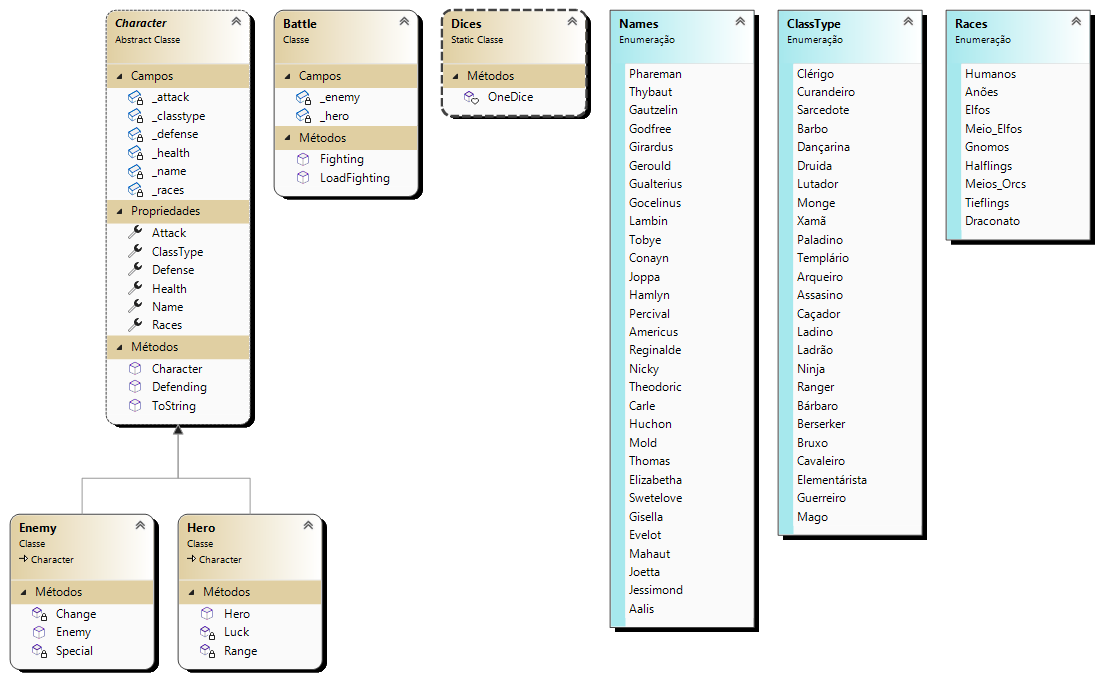 Character
Abstract Classe
Campos
_attack
_classtype
_defense
_health
_name
_races
Propriedades
Attack
ClassType
Defense
Health
Name
Races
Métodos
Character
Defending
ToString
Battle
Classe
Campos
_enemy
_hero
Métodos
Fighting
LoadFighting
Dices
Static Classe
Métodos
OneDice
Names
Enumeração
Phareman
Thybaut
Gautzelin
Godfree
Girardus
Gerould
Gualterius
Gocelinus
Lambin
Tobye
Conayn
Joppa
Hamlyn
Percival
Americus
Reginalde
Nicky
Theodoric
Carle
Huchon
Mold
Thomas
Elizabetha
Swetelove
Gisella
Evelot
Mahaut
Joetta
Jessimond
Aalis
ClassType
Enumeração
Clérigo
Curandeiro
Sarcedote
Barbo
Dançarina
Druida
Lutador
Monge
Xamã
Paladino
Templário
Arqueiro
Assasino
Caçador
Ladino
Ladrão
Ninja
Ranger
Bárbaro
Berserker
Bruxo
Cavaleiro
Elementárista
Guerreiro
Mago
Races
Enumeração
Humanos
Anões
Elfos
Meio_Elfos
Gnomos
Halflings
Meios_Orcs
Tieflings
Draconato
Enemy
Classe
Character
Métodos
Change
Enemy
Special
Hero
Classe
Character
Métodos
Hero
Luck
Range